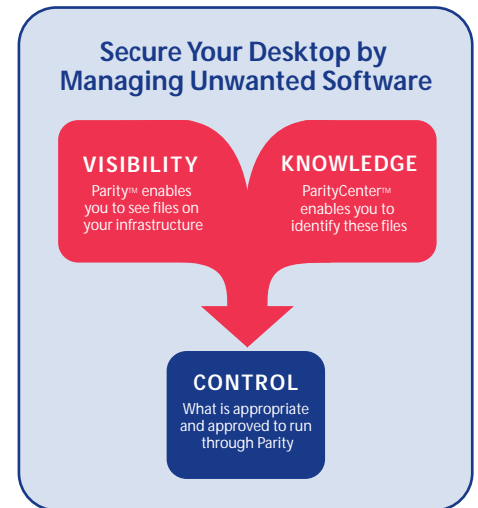 Secure Your Desktop by
Managing Unwanted Software
VISIBILITY
Parity™ enables
you to see files on
your infrastructure
KNOWLEDGE
ParityCenter™
enables you to
identify these files
CONTROL
What is appropriate
and approved to run
through Parity